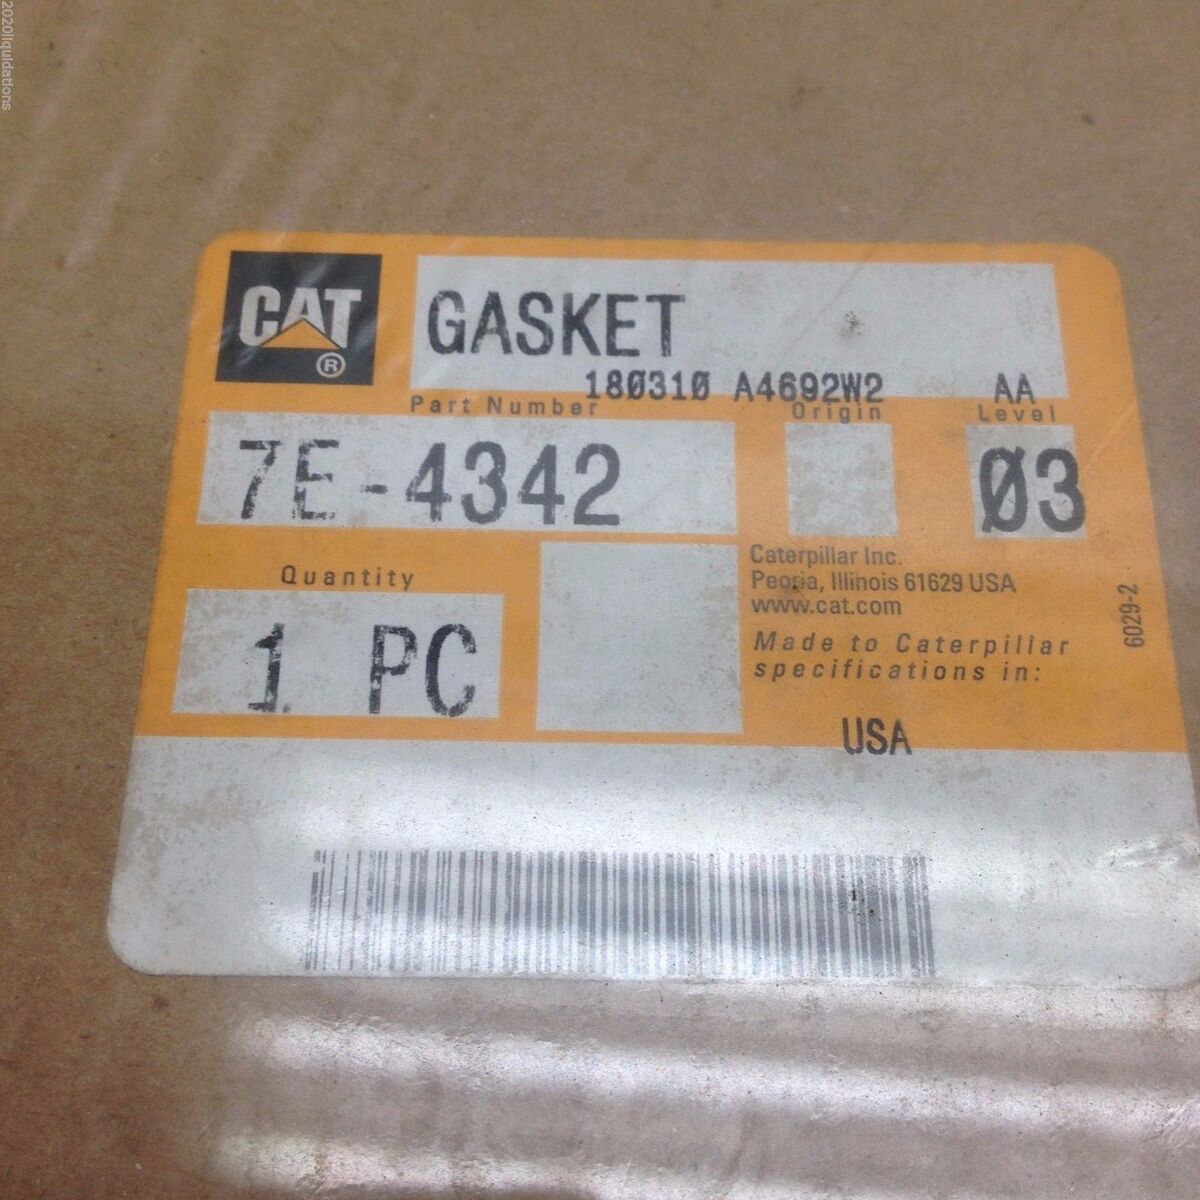 2020liquidations
CAT®
GASKET
180310 A4692W2 AA
Part Number Origin Level
7E-4342 03
Quantity
1 PC
Caterpillar Inc.
Peoria, Illinois 61629 USA
www.cat.com
Made to Caterpillar
specifications in:
USA
6029-2